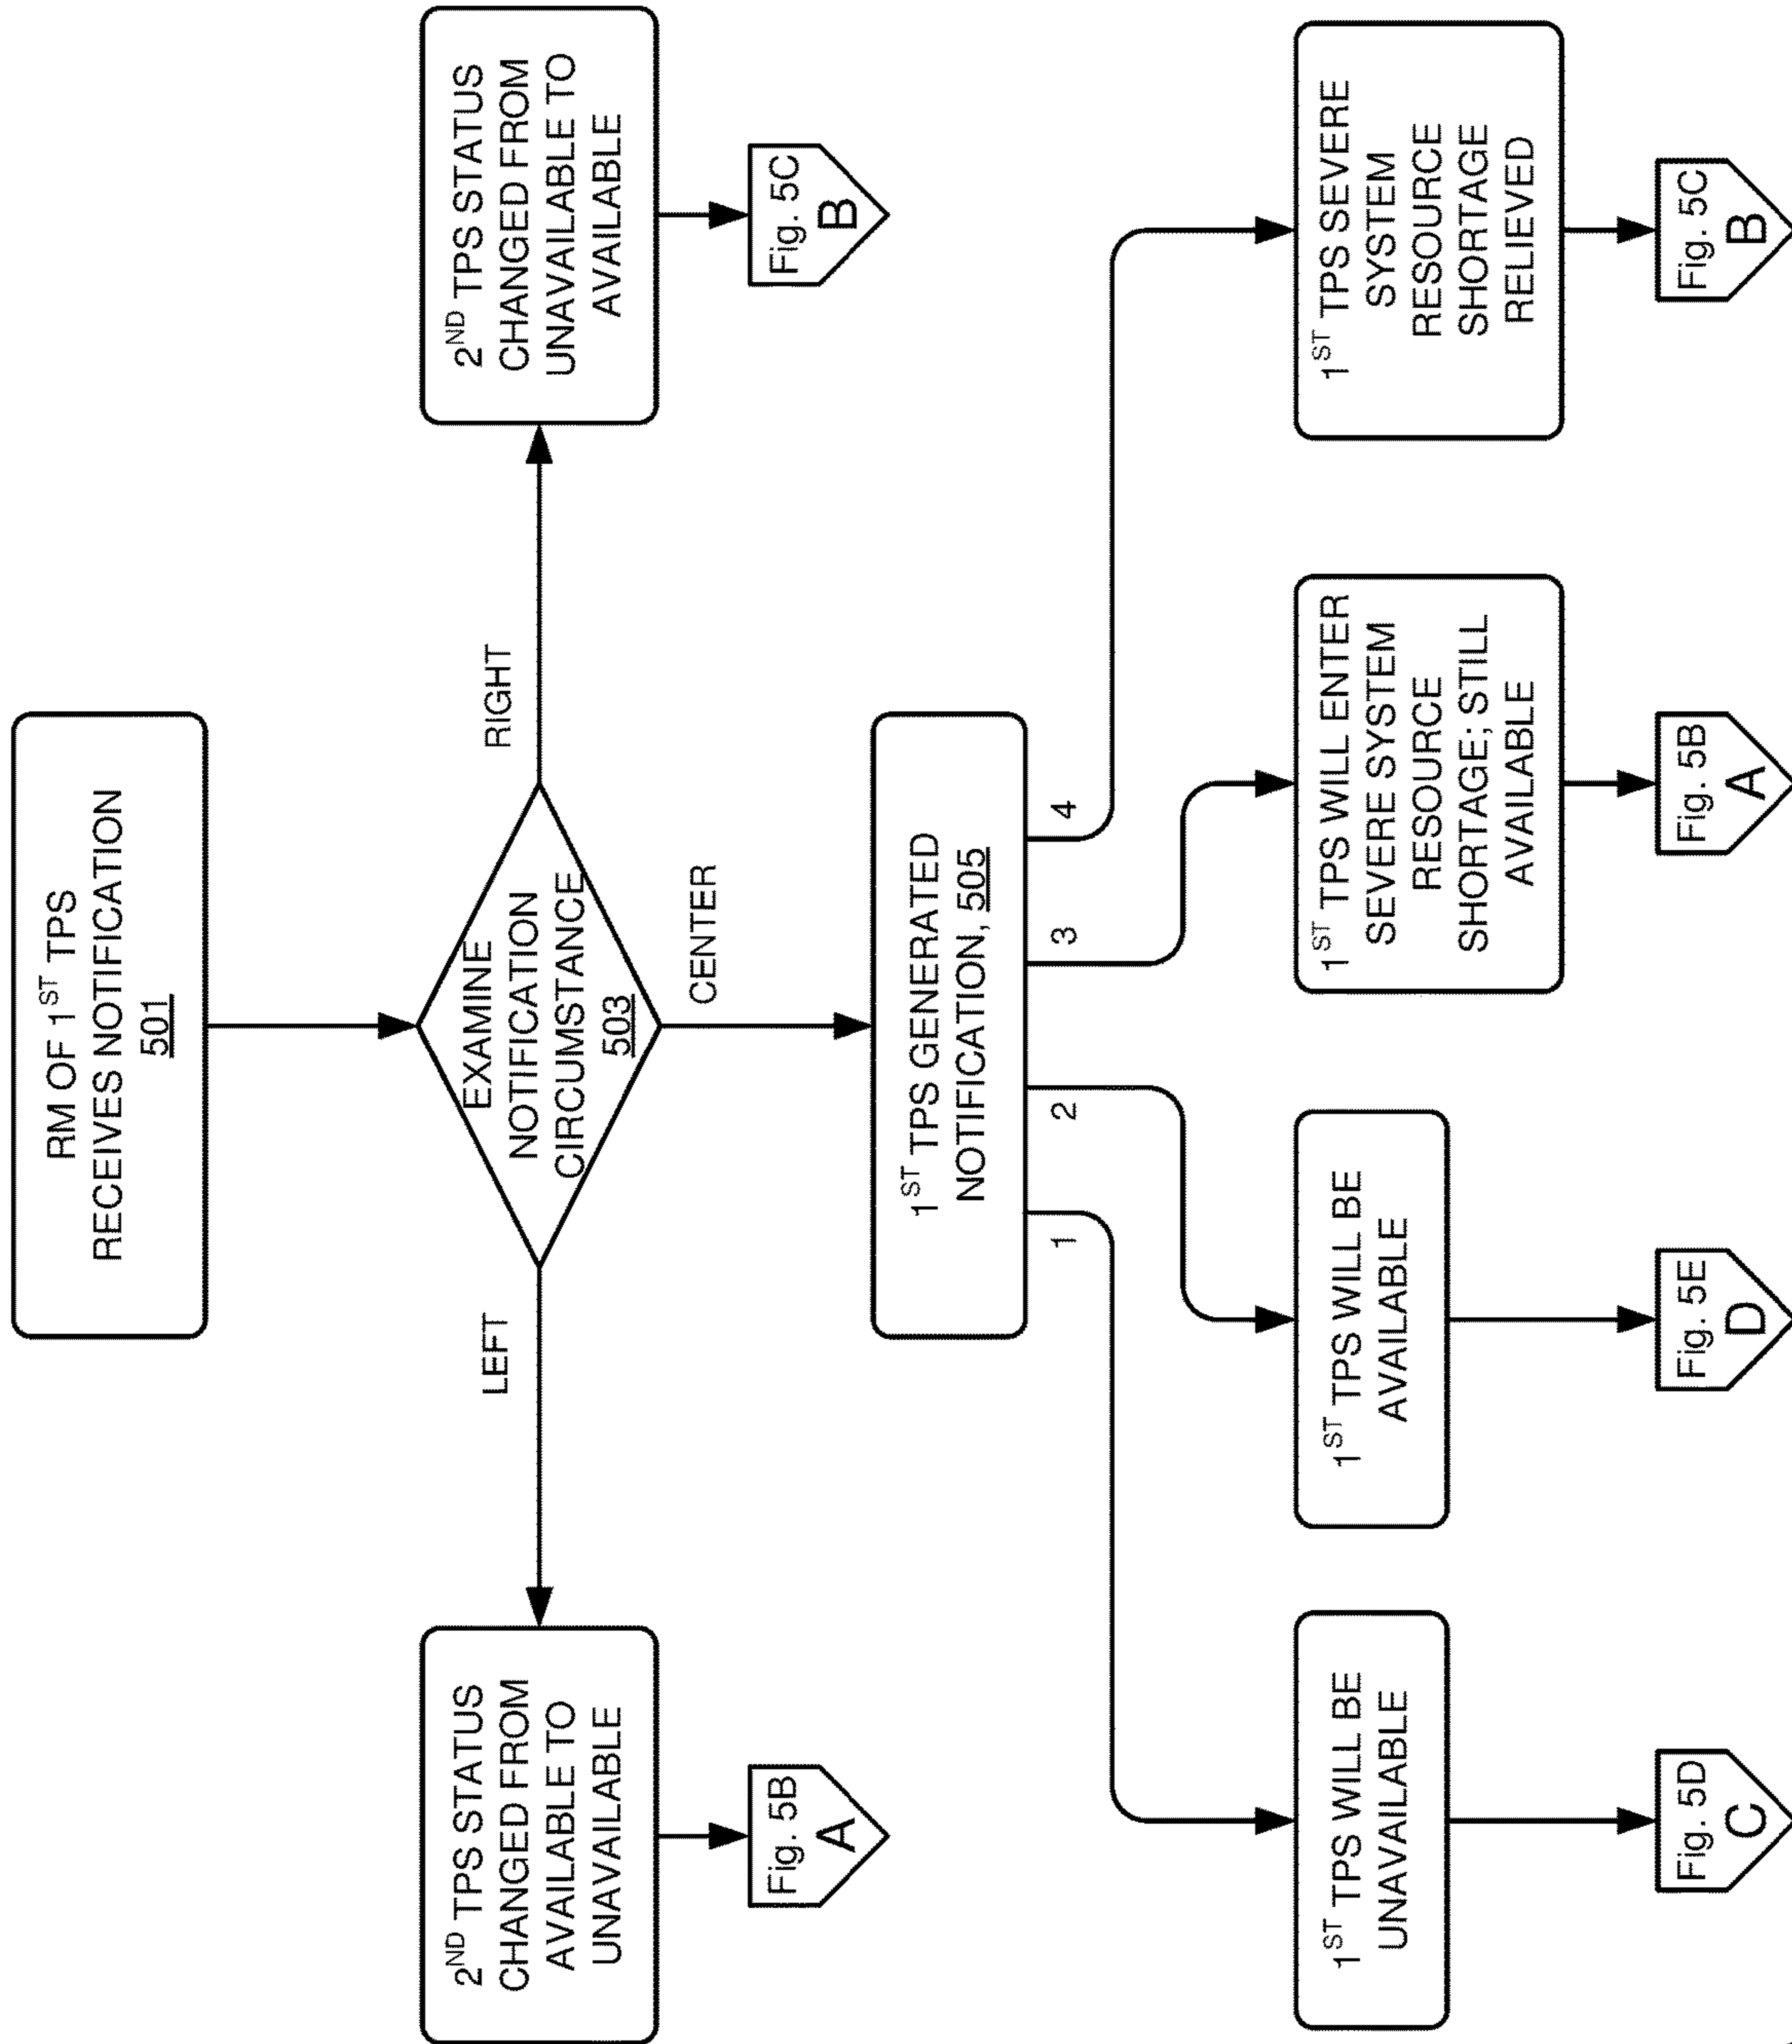 RM OF 1ST TPS
RECEIVES NOTIFICATION
501
EXAMINE
NOTIFICATION
CIRCUMSTANCE
503
LEFT
RIGHT
CENTER
2ND TPS STATUS
CHANGED FROM
AVAILABLE TO
UNAVAILABLE
Fig. 5B
A
2ND TPS STATUS
CHANGED FROM
UNAVAILABLE TO
AVAILABLE
Fig. 5C
B
1ST TPS GENERATED
NOTIFICATION, 505
1
2
3
4
1ST TPS WILL BE
UNAVAILABLE
Fig. 5D
C
1ST TPS WILL BE
AVAILABLE
Fig. 5E
D
1ST TPS WILL ENTER
SEVERE SYSTEM
RESOURCE
SHORTAGE; STILL
AVAILABLE
Fig. 5B
A
1ST TPS SEVERE
SYSTEM
RESOURCE
SHORTAGE
RELIEVED
Fig. 5C
B